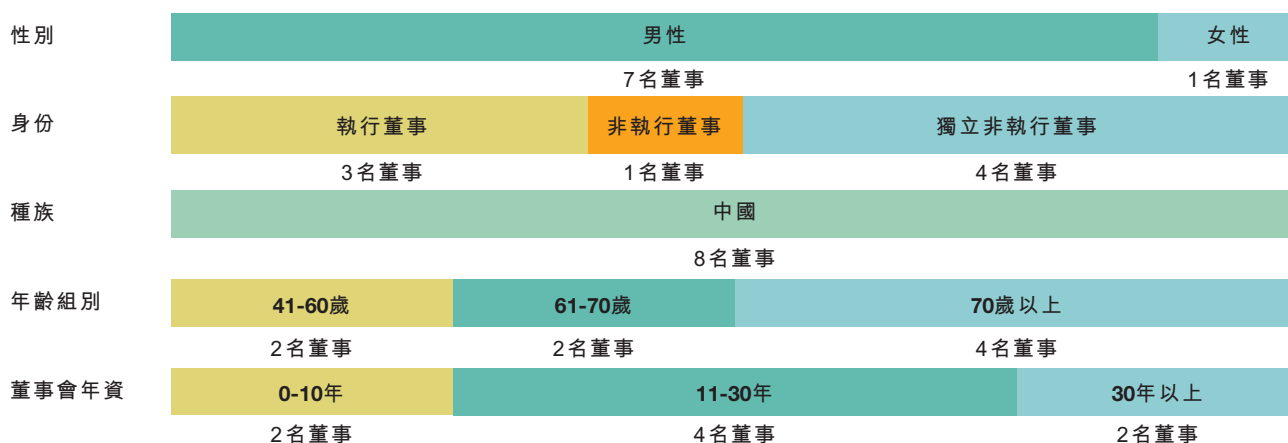 性別 男性 女性
7名董事 1名董事
身份 執行董事 非執行董事 獨立非執行董事
3名董事 1名董事 4名董事
種族 中國
8名董事
年齡組別 41-60歲 61-70歲 70歲以上
2名董事 2名董事 4名董事
董事會年資 0-10年 11-30年 30年以上
2名董事 4名董事 2名董事